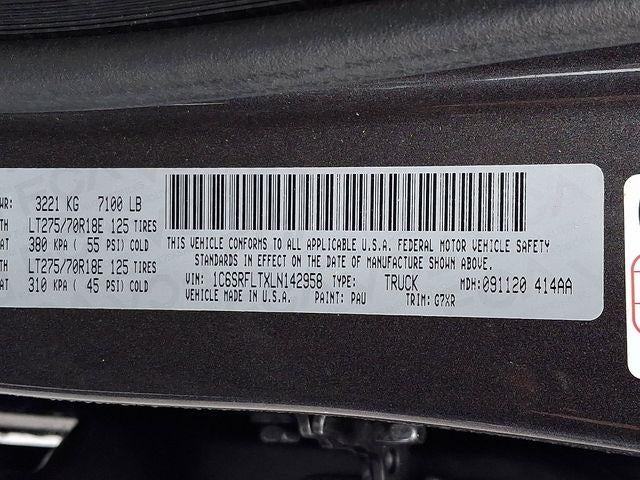 WR: 3221 KG 7100 LB
TH LT275/70R18E 125 TIRES
AT 380 KPA ( 55 PSI) COLD
TH LT275/70R18E 125 TIRES
AT 310 KPA ( 45 PSI) COLD
THIS VEHICLE CONFORMS TO ALL APPLICABLE U.S.A. FEDERAL MOTOR VEHICLE SAFETY
STANDARDS IN EFFECT ON THE DATE OF MANUFACTURE SHOWN ABOVE.
VIN: 1C6SRFLTXLN142958 TYPE: TRUCK MDH: 091120 414AA
VEHICLE MADE IN U.S.A. PAINT: PAU TRIM: G7XR